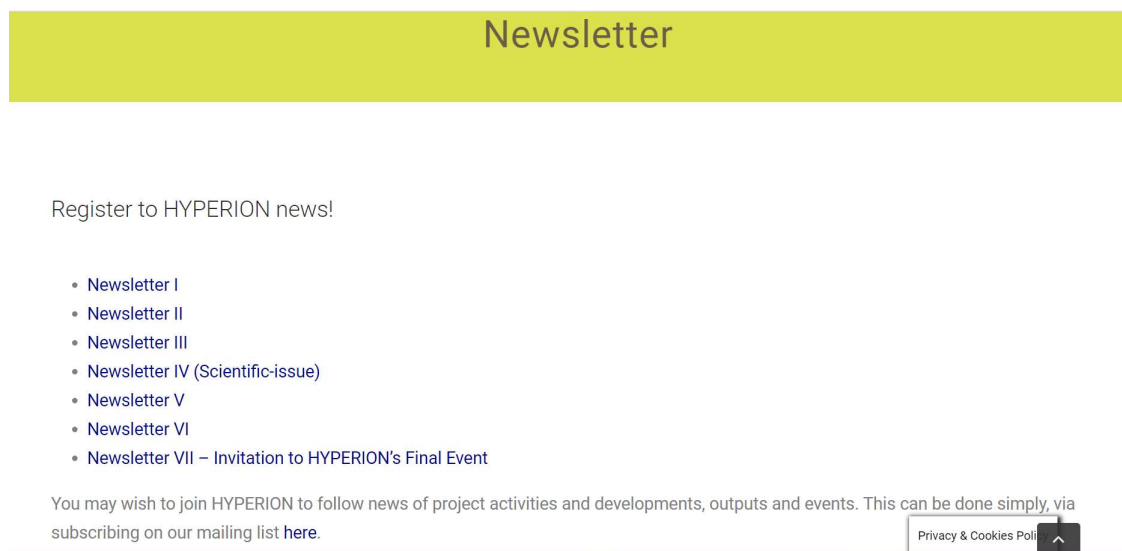 Newsletter
Register to HYPERION news!
Newsletter I
Newsletter II
Newsletter III
Newsletter IV (Scientific-issue)
Newsletter V
Newsletter VI
Newsletter VII – Invitation to HYPERION’s Final Event
You may wish to join HYPERION to follow news of project activities and developments, outputs and events. This can be done simply, via
subscribing on our mailing list here.
Privacy & Cookies Policy